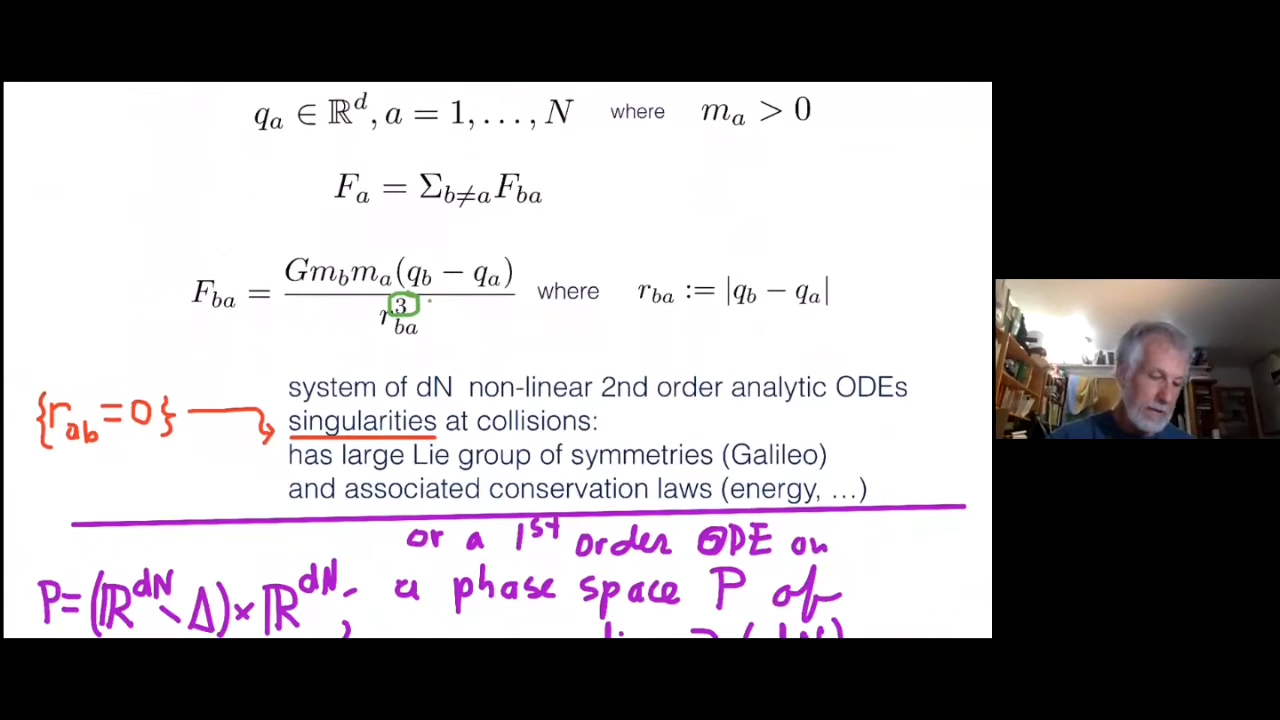 q_a ∈ ℝ^d, a = 1, . . . , N where m_a > 0
F_a = Σ_{b≠a} F_{ba}
F_{ba} = \frac{G m_b m_a (q_b − q_a)}{r_{ba}^3} where r_{ba} := |q_b − q_a|
system of dN non-linear 2nd order analytic ODEs
{r_{ab} = 0} → singularities at collisions:
has large Lie group of symmetries (Galileo)
and associated conservation laws (energy, ...)
or a 1st order ODE on
P = (ℝ^{dN} \ Δ) × ℝ^{dN}, a phase space P of